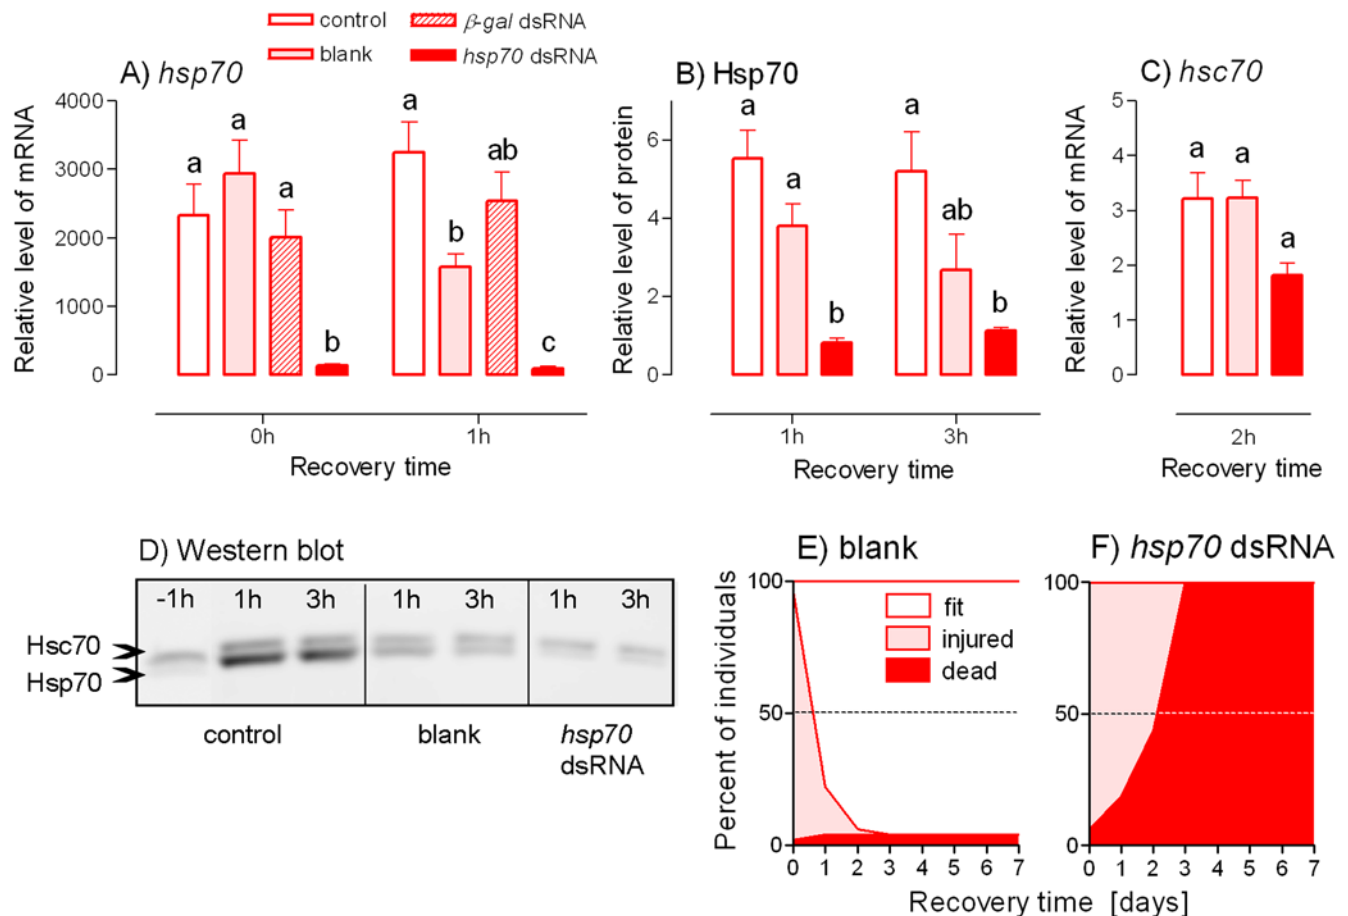 control
β-gal dsRNA
blank
hsp70 dsRNA
A) hsp70
Relative level of mRNA
4000
3000
2000
1000
0
a
a
a
b
a
b
ab
c
0h
1h
Recovery time
B) Hsp70
Relative level of protein
6
4
2
0
a
a
b
a
ab
b
1h
3h
Recovery time
C) hsc70
Relative level of mRNA
5
4
3
2
1
0
a
a
a
2h
Recovery time
D) Western blot
-1h 1h 3h 1h 3h 1h 3h
Hsc70
Hsp70
control
blank
hsp70
dsRNA
E) blank
Percent of individuals
100
50
0
fit
injured
dead
0 1 2 3 4 5 6 7
F) hsp70 dsRNA
100
50
0
0 1 2 3 4 5 6 7
Recovery time [days]